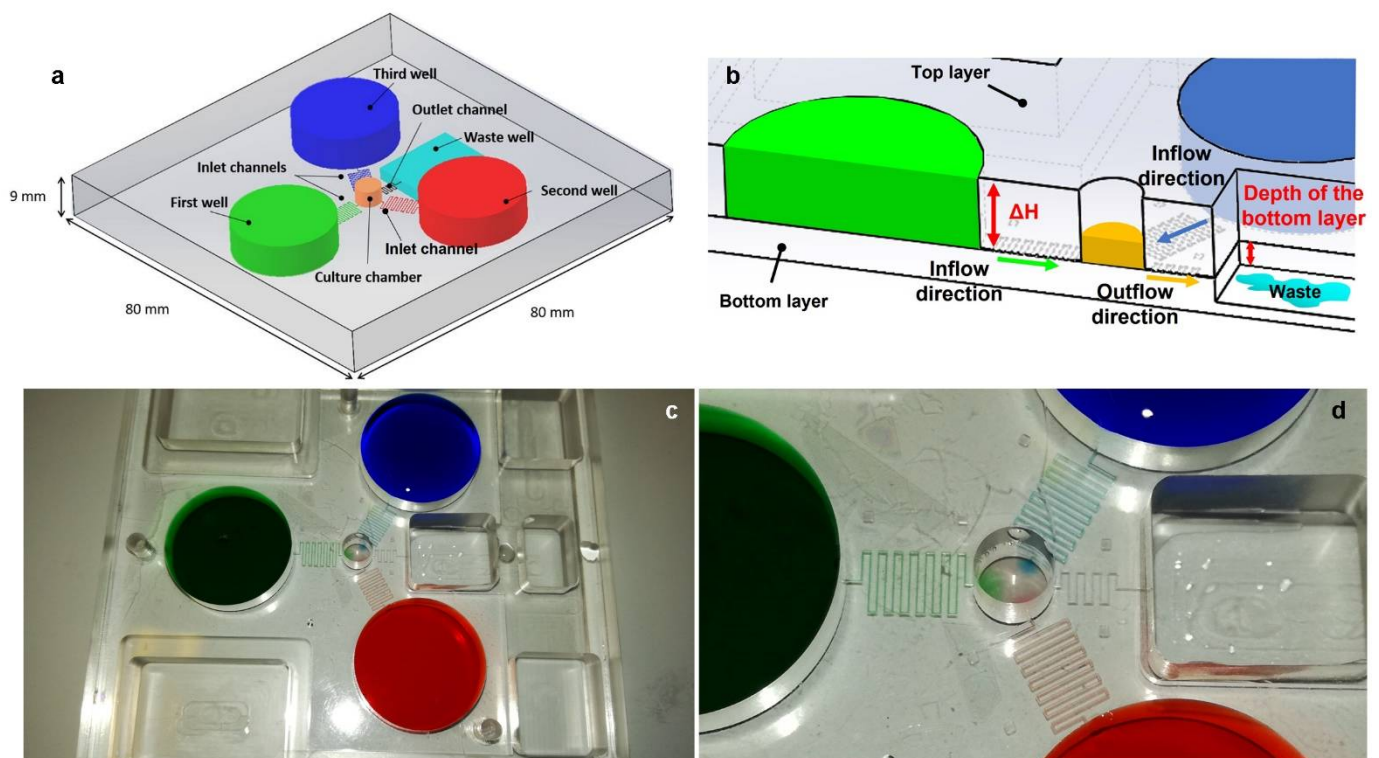 a
Third well
Outlet channel
Waste well
Inlet channels
9 mm
First well
Second well
Inlet channel
Culture chamber
80 mm
80 mm
b
Top layer
Inflow
direction
Depth of the
bottom layer
ΔH
Inflow
direction
Bottom layer
Outflow
direction
Waste
c
d